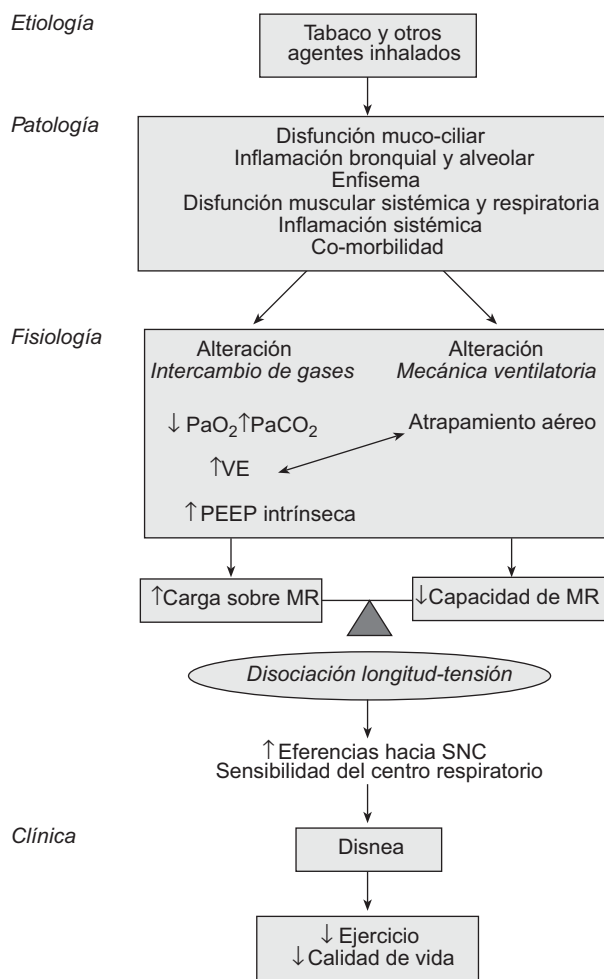 Etiología
Tabaco y otros
agentes inhalados
Patología
Disfunción muco-ciliar
Inflamación bronquial y alveolar
Enfisema
Disfunción muscular sistémica y respiratoria
Inflamación sistémica
Co-morbilidad
Fisiología
Alteración
Intercambio de gases
Alteración
Mecánica ventilatoria
↓ PaO₂↑PaCO₂
Atrapamiento aéreo
↑VE
↑PEEP intrínseca
↑Carga sobre MR
↓Capacidad de MR
Disociación longitud-tensión
↑Eferencias hacia SNC
Sensibilidad del centro respiratorio
Clínica
Disnea
↓ Ejercicio
↓Calidad de vida